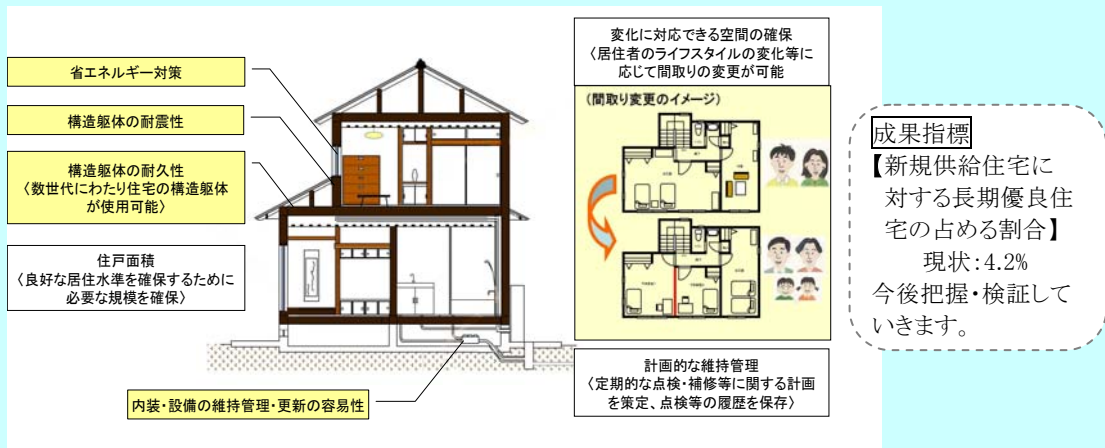 省エネルギー対策
構造躯体の耐震性
構造躯体の耐久性
〈数世代にわたり住宅の構造躯体
が使用可能〉
住戸面積
〈良好な居住水準を確保するために
必要な規模を確保〉
内装・設備の維持管理・更新の容易性
変化に対応できる空間の確保
〈居住者のライフスタイルの変化等に
応じて間取りの変更が可能
（間取り変更のイメージ）
計画的な維持管理
〈定期的な点検・補修等に関する計画
を策定、点検等の履歴を保存〉
成果指標
【新規供給住宅に
対する長期優良住
宅の占める割合】
現状：4.2%
今後把握・検証して
いきます。